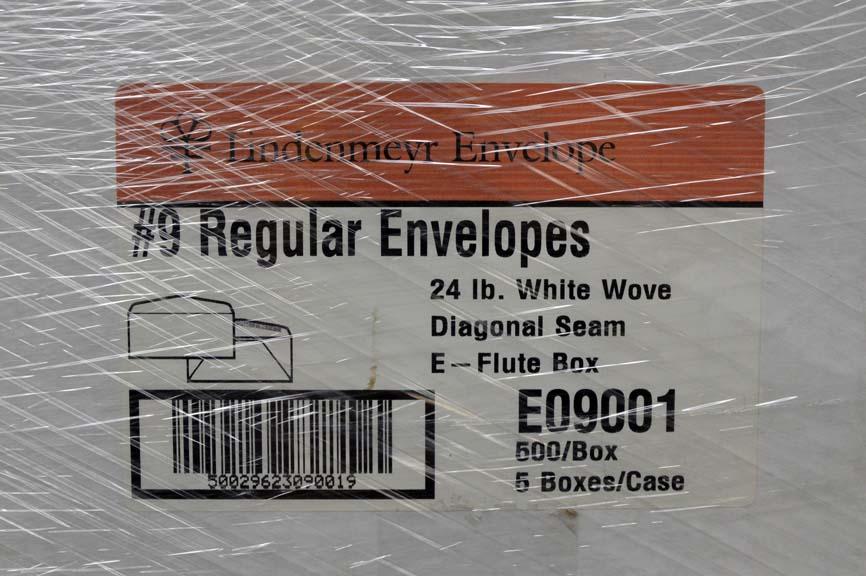 Lindenmeyr Envelope
#9 Regular Envelopes
24 lb. White Wove
Diagonal Seam
E-Flute Box
E09001
500/Box
5 Boxes/Case
50029623090019